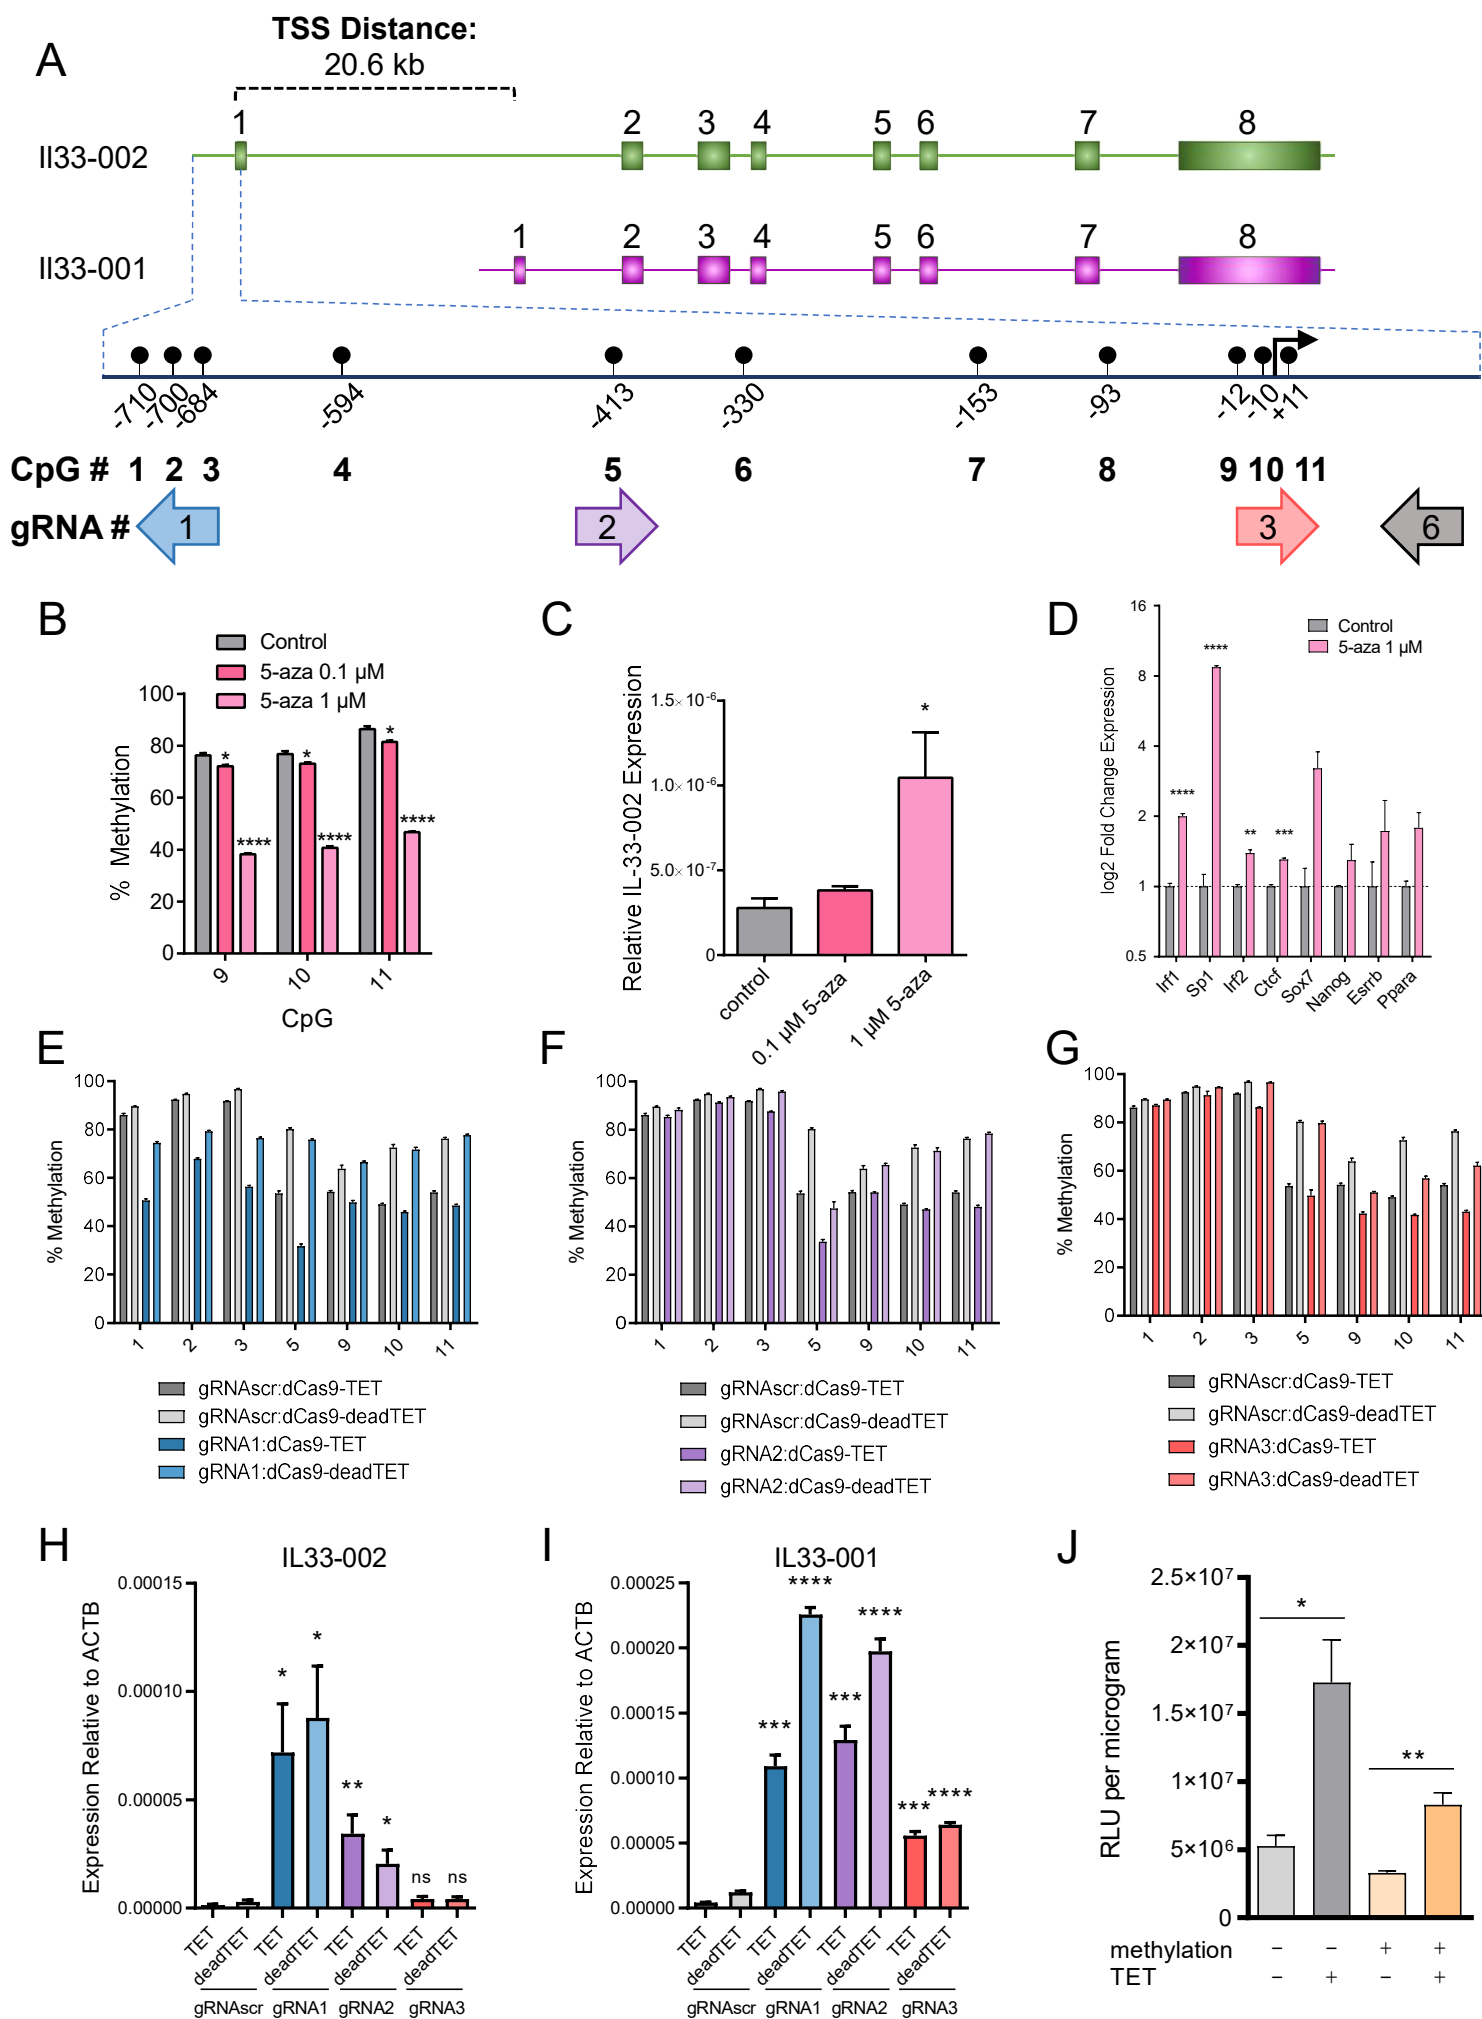 A
TSS Distance:
20.6 kb
1 2 3 4 5 6 7 8
Il33-002
1 2 3 4 5 6 7 8
Il33-001
-710 -700 -684 -594 -413 -330 -153 -93 -12 -10 +11
CpG # 1 2 3 4 5 6 7 8 9 10 11
gRNA # 1 2 3 6
B
Control
5-aza 0.1 µM
5-aza 1 µM
% Methylation
100
80
60
40
20
0
* **** * **** * ****
9 10 11
CpG
C
Relative IL-33-002 Expression
1.5×10-6
1.0×10-6
5.0×10-7
0
*
control 0.1 µM 5-aza 1 µM 5-aza
D
Control
5-aza 1 µM
log2 Fold Change Expression
16
8
4
2
1
0.5
**** **** ** ***
Irf1 Sp1 Irf2 Ctcf Sox7 Nanog Esrrb Ppara
E
% Methylation
100
80
60
40
20
0
1 2 3 5 9 10 11
gRNAscr:dCas9-TET
gRNAscr:dCas9-deadTET
gRNA1:dCas9-TET
gRNA1:dCas9-deadTET
F
% Methylation
100
80
60
40
20
0
1 2 3 5 9 10 11
gRNAscr:dCas9-TET
gRNAscr:dCas9-deadTET
gRNA2:dCas9-TET
gRNA2:dCas9-deadTET
G
% Methylation
100
80
60
40
20
0
1 2 3 5 9 10 11
gRNAscr:dCas9-TET
gRNAscr:dCas9-deadTET
gRNA3:dCas9-TET
gRNA3:dCas9-deadTET
H
IL33-002
Expression Relative to ACTB
0.00015
0.00010
0.00005
0.00000
* * ** * ns ns
TET deadTET TET deadTET TET deadTET TET deadTET
gRNAscr gRNA1 gRNA2 gRNA3
I
IL33-001
Expression Relative to ACTB
0.00025
0.00020
0.00015
0.00010
0.00005
0.00000
*** **** *** **** *** ****
TET deadTET TET deadTET TET deadTET TET deadTET
gRNAscr gRNA1 gRNA2 gRNA3
J
RLU per microgram
2.5×10⁷
2×10⁷
1.5×10⁷
1×10⁷
5×10⁶
0
* **
methylation − − + +
TET − + − +